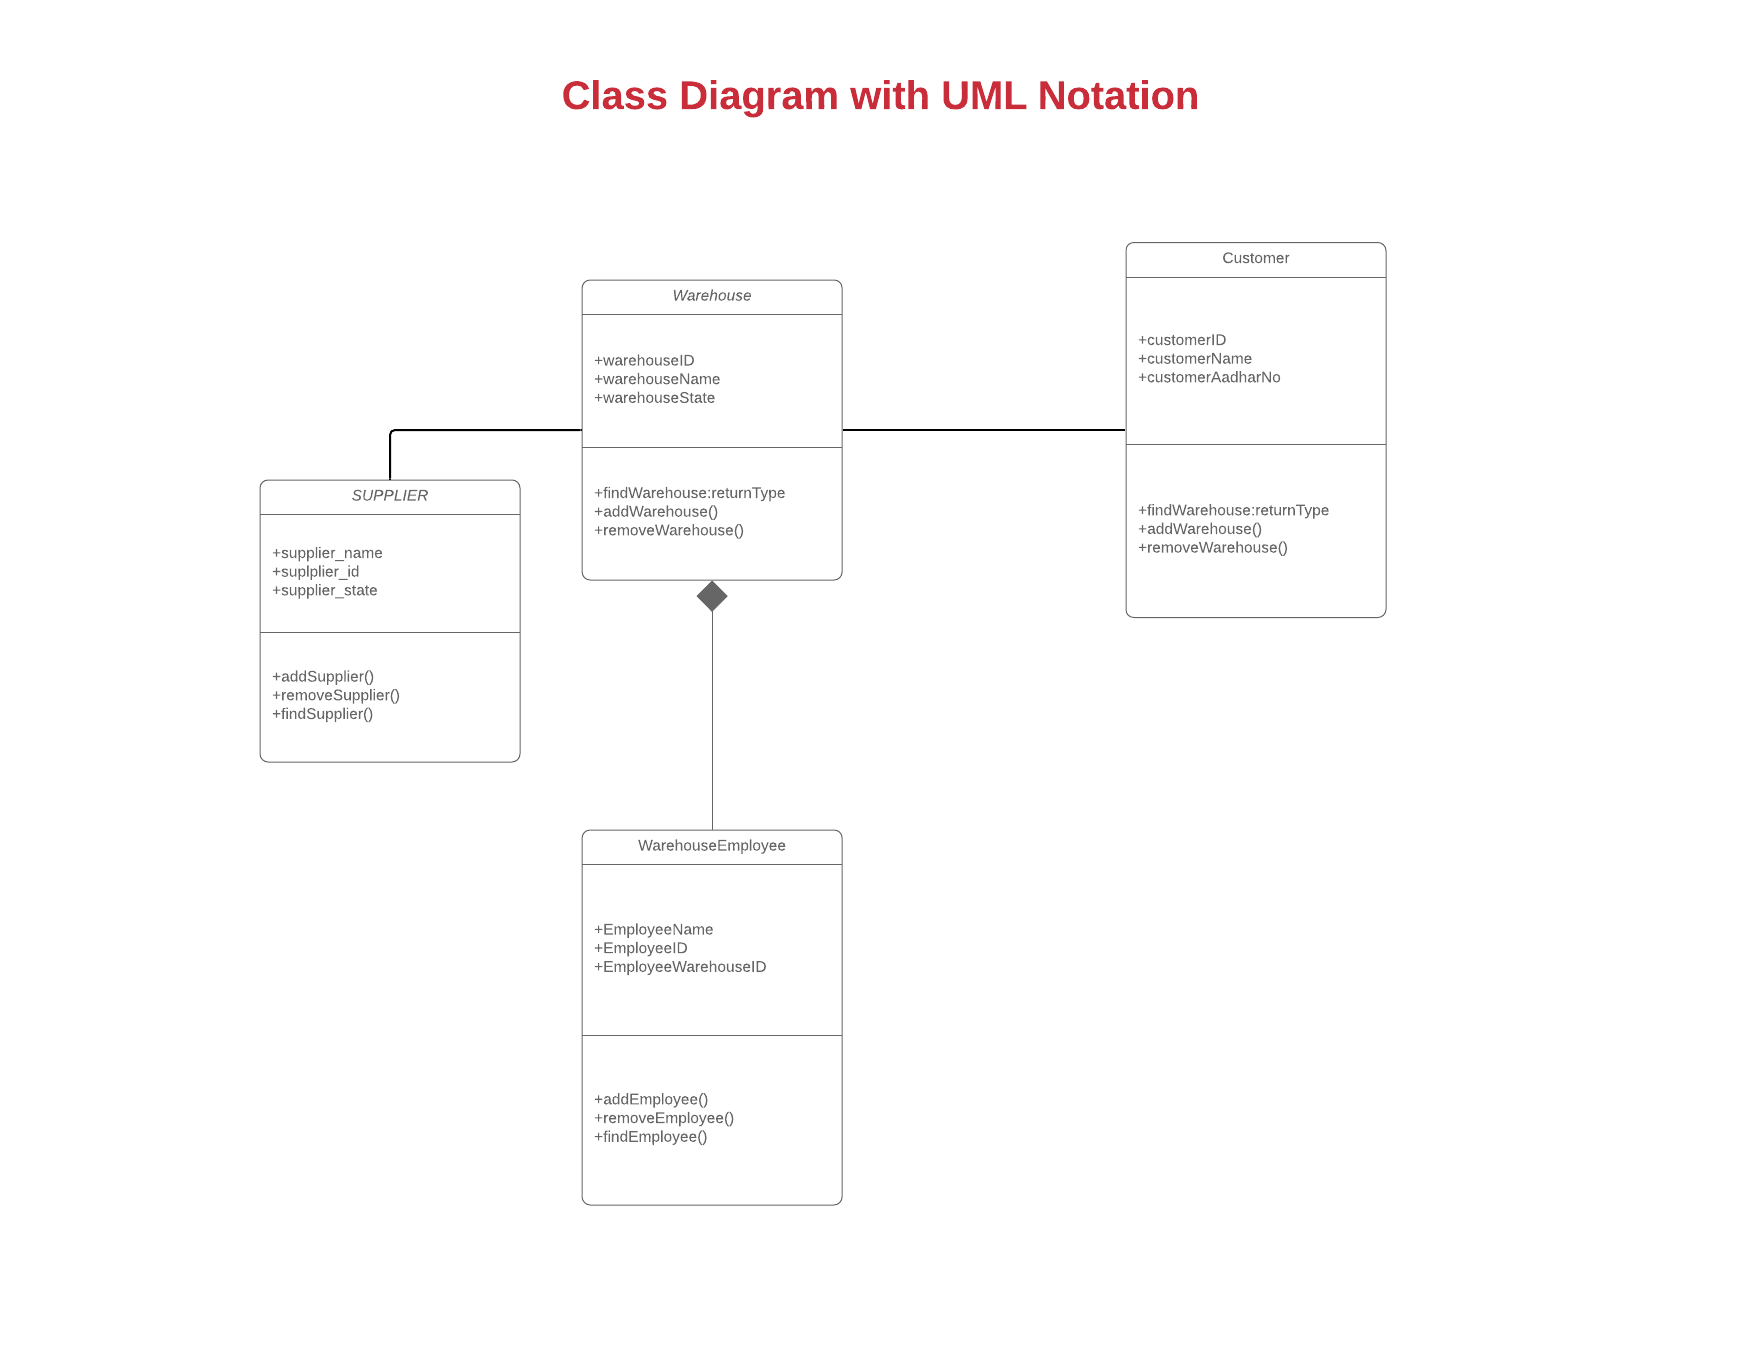 Class Diagram with UML Notation
Warehouse
+warehouseID
+warehouseName
+warehouseState
+findWarehouse:returnType
+addWarehouse()
+removeWarehouse()
Customer
+customerID
+customerName
+customerAadharNo
+findWarehouse:returnType
+addWarehouse()
+removeWarehouse()
SUPPLIER
+supplier_name
+suplplier_id
+supplier_state
+addSupplier()
+removeSupplier()
+findSupplier()
WarehouseEmployee
+EmployeeName
+EmployeeID
+EmployeeWarehouseID
+addEmployee()
+removeEmployee()
+findEmployee()